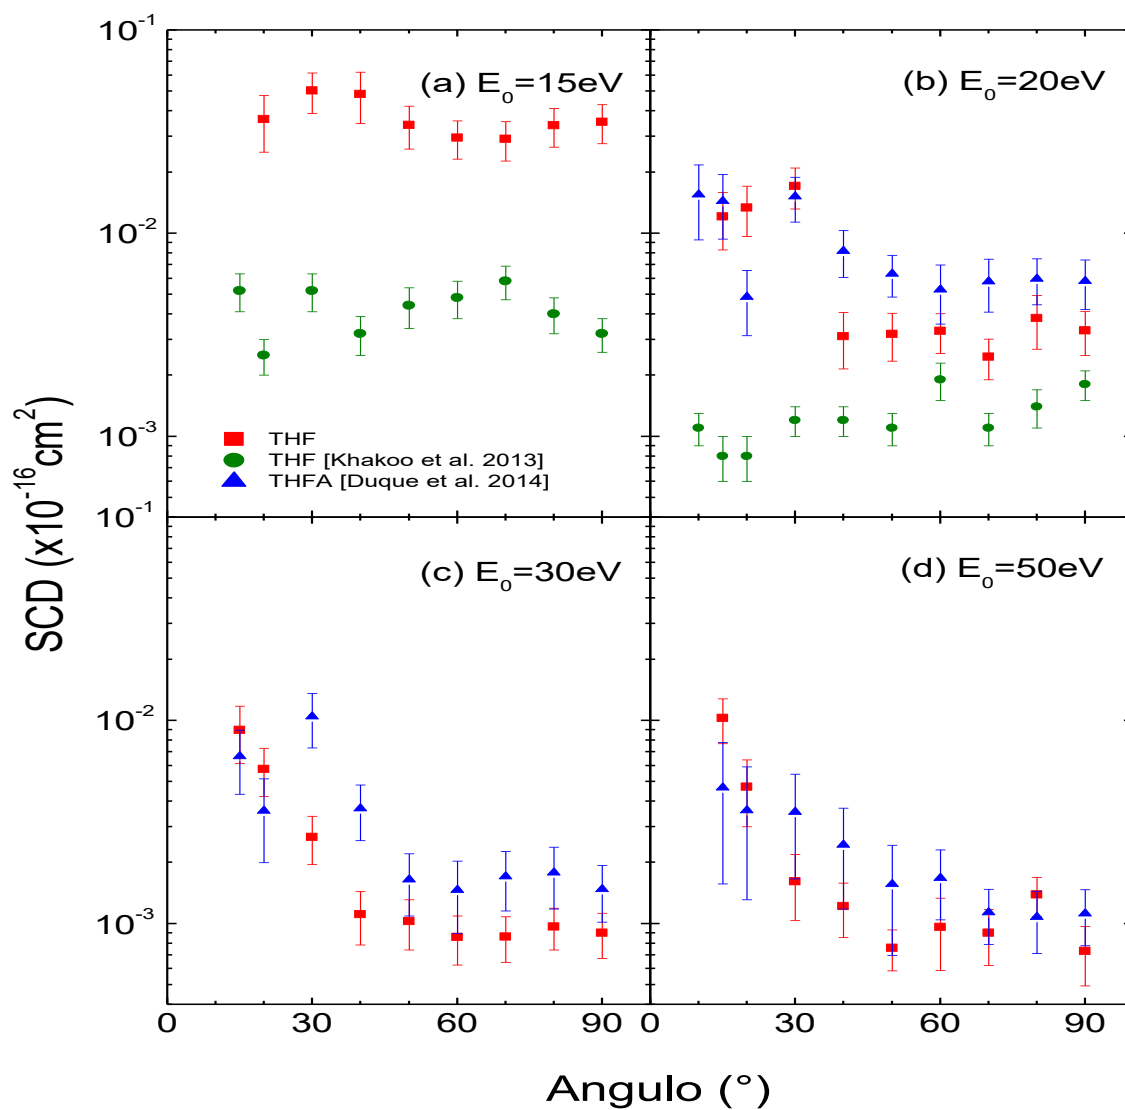 10⁻¹
(a) E₀=15eV
(b) E₀=20eV
10⁻²
10⁻³
THF
THF [Khakoo et al. 2013]
THFA [Duque et al. 2014]
SCD (x10⁻¹⁶cm²)
10⁻¹
(c) E₀=30eV
(d) E₀=50eV
10⁻²
10⁻³
0 30 60 90 0 30 60 90
Angulo (°)